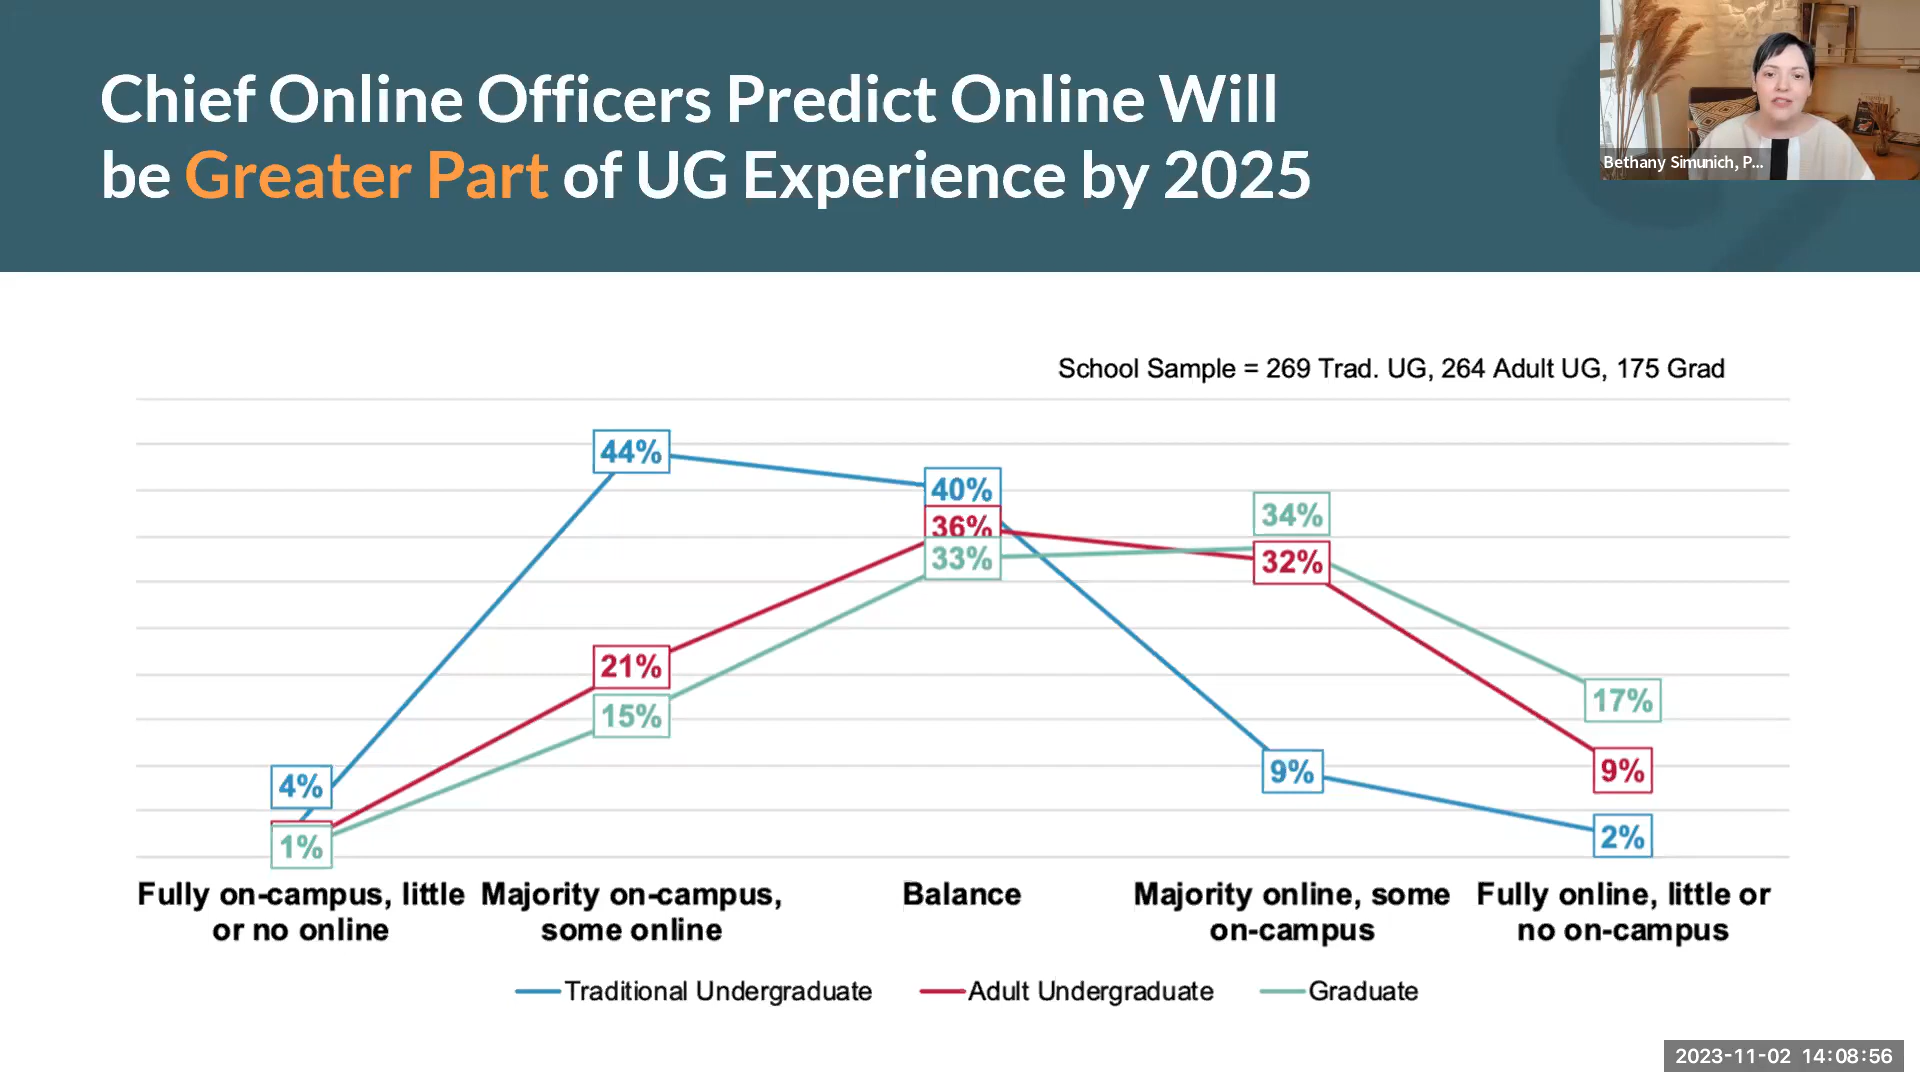 Chief Online Officers Predict Online Will
be Greater Part of UG Experience by 2025
Bethany Simunich, P...
School Sample = 269 Trad. UG, 264 Adult UG, 175 Grad
44%
40%
36%
34%
33%
32%
21%
15%
17%
4%
9%
9%
1%
2%
Fully on-campus, little
or no online
Majority on-campus,
some online
Balance
Majority online, some
on-campus
Fully online, little or
no on-campus
Traditional Undergraduate
Adult Undergraduate
Graduate
2023-11-02 14:08:56